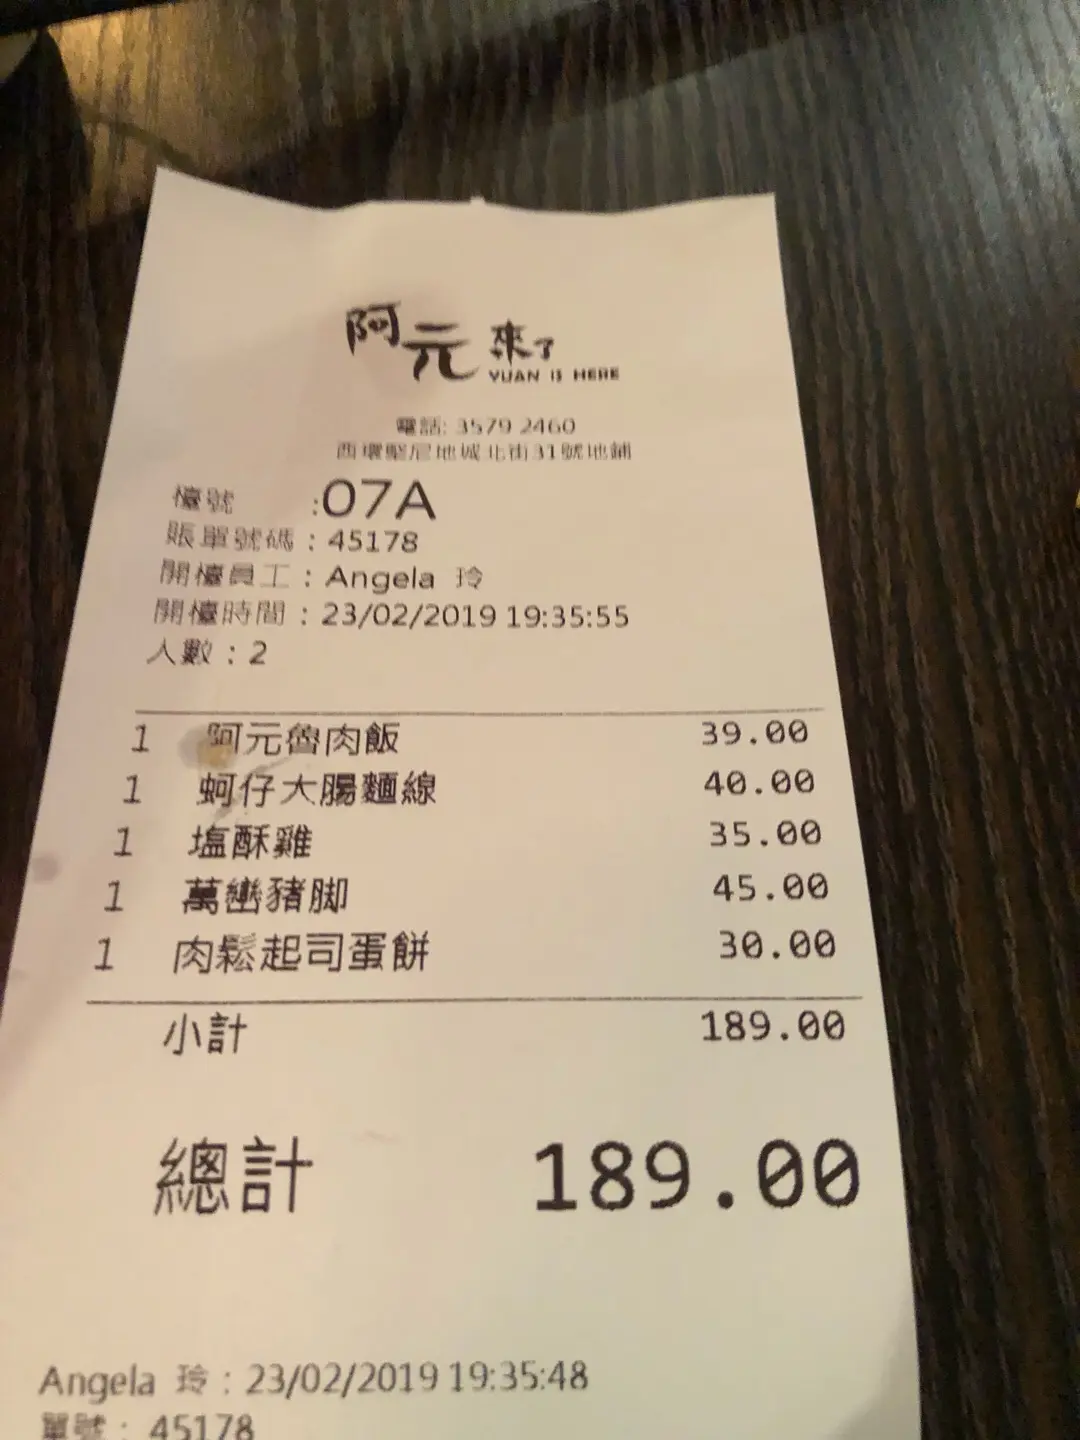 阿元來了
YUAN IS HERE
電話: 3579 2460
西環堅尼地城北街31號地鋪
檯號 :07A
賬單號碼 : 45178
開檯員工 : Angela 玲
開檯時間 : 23/02/2019 19:35:55
人數 : 2
1 阿元魯肉飯 39.00
1 蚵仔大腸麵線 40.00
1 塩酥雞 35.00
1 萬巒豬脚 45.00
1 肉鬆起司蛋餅 30.00
小計 189.00
總計 189.00
Angela 玲 : 23/02/2019 19:35:48
單號 : 45178